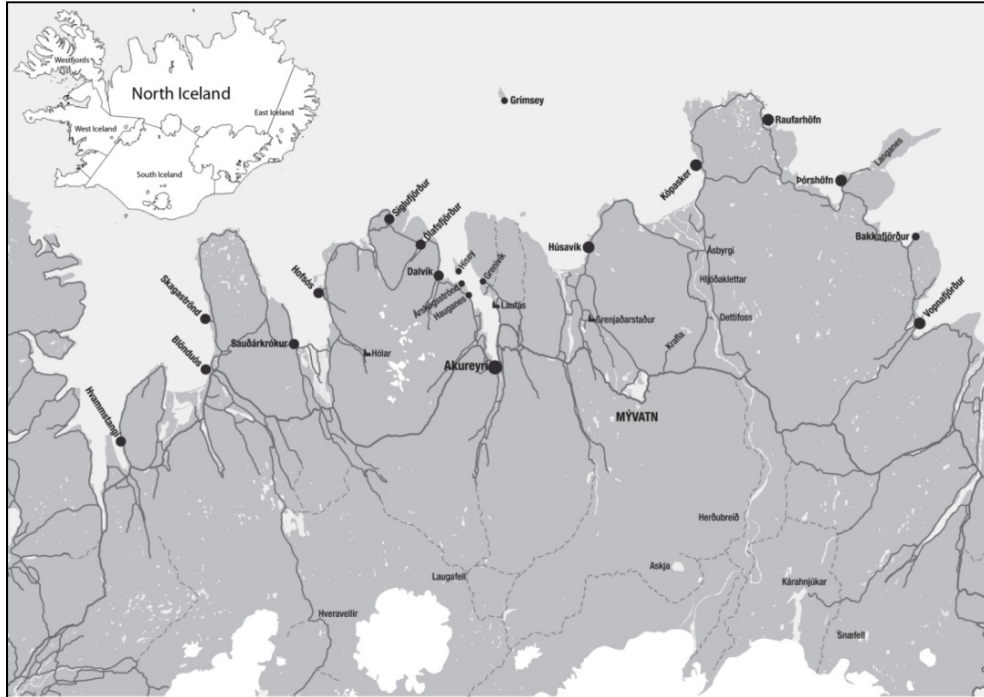 Westfjords
North Iceland
East Iceland
West Iceland
South Iceland
Grímsey
Raufarhöfn
Langanes
Þórshöfn
Kópasker
Siglufjörður
Ólafsfjörður
Bakkafjörður
Húsavík
Ásbyrgi
Hofsós
Dalvík
Hrísey
Grenivík
Hljóðaklettar
Skagaströnd
Árskógsströnd
Hauganes
Laufás
Vopnafjörður
Grenjaðarstaður
Dettifoss
Blönduós
Sauðárkrókur
Hólar
Krafla
Akureyri
MÝVATN
Hvammstangi
Herðubreið
Askja
Laugafell
Kárahnjúkar
Hveravellir
Snæfell